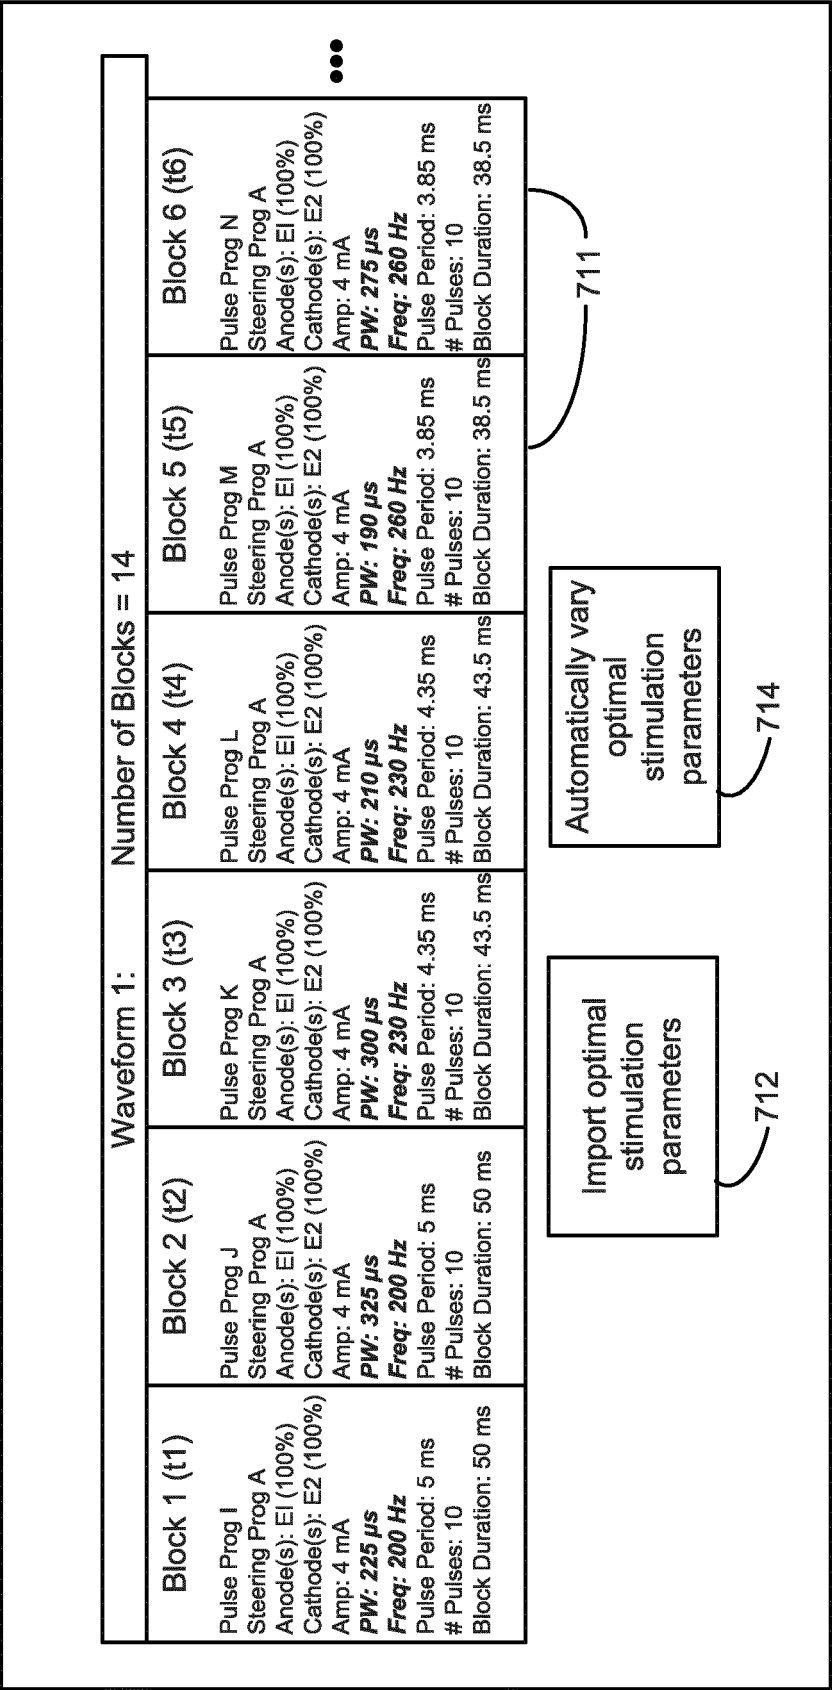 Waveform 1: Number of Blocks = 14
Block 1 (t1)
Pulse Prog I
Steering Prog A
Anode(s): EI (100%)
Cathode(s): E2 (100%)
Amp: 4 mA
PW: 225 µs
Freq: 200 Hz
Pulse Period: 5 ms
# Pulses: 10
Block Duration: 50 ms
Block 2 (t2)
Pulse Prog J
Steering Prog A
Anode(s): EI (100%)
Cathode(s): E2 (100%)
Amp: 4 mA
PW: 325 µs
Freq: 200 Hz
Pulse Period: 5 ms
# Pulses: 10
Block Duration: 50 ms
Block 3 (t3)
Pulse Prog K
Steering Prog A
Anode(s): EI (100%)
Cathode(s): E2 (100%)
Amp: 4 mA
PW: 300 µs
Freq: 230 Hz
Pulse Period: 4.35 ms
# Pulses: 10
Block Duration: 43.5 ms
Block 4 (t4)
Pulse Prog L
Steering Prog A
Anode(s): EI (100%)
Cathode(s): E2 (100%)
Amp: 4 mA
PW: 210 µs
Freq: 230 Hz
Pulse Period: 4.35 ms
# Pulses: 10
Block Duration: 43.5 ms
Block 5 (t5)
Pulse Prog M
Steering Prog A
Anode(s): EI (100%)
Cathode(s): E2 (100%)
Amp: 4 mA
PW: 190 µs
Freq: 260 Hz
Pulse Period: 3.85 ms
# Pulses: 10
Block Duration: 38.5 ms
Block 6 (t6)
Pulse Prog N
Steering Prog A
Anode(s): EI (100%)
Cathode(s): E2 (100%)
Amp: 4 mA
PW: 275 µs
Freq: 260 Hz
Pulse Period: 3.85 ms
# Pulses: 10
Block Duration: 38.5 ms
•••
711
Import optimal
stimulation
parameters
712
Automatically vary
optimal
stimulation
parameters
714